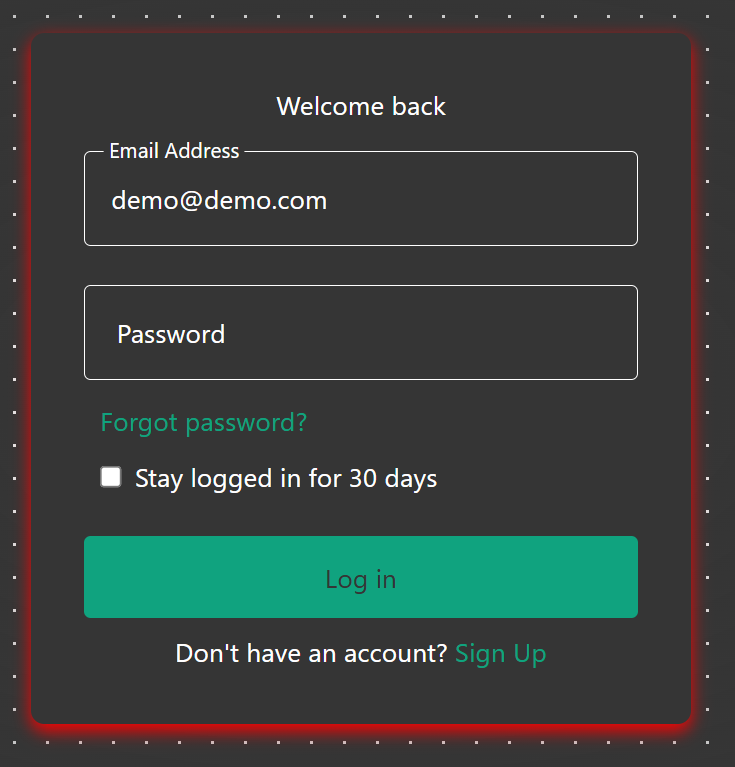 Welcome back
Email Address
demo@demo.com
Password
Forgot password?
Stay logged in for 30 days
Log in
Don't have an account? Sign Up